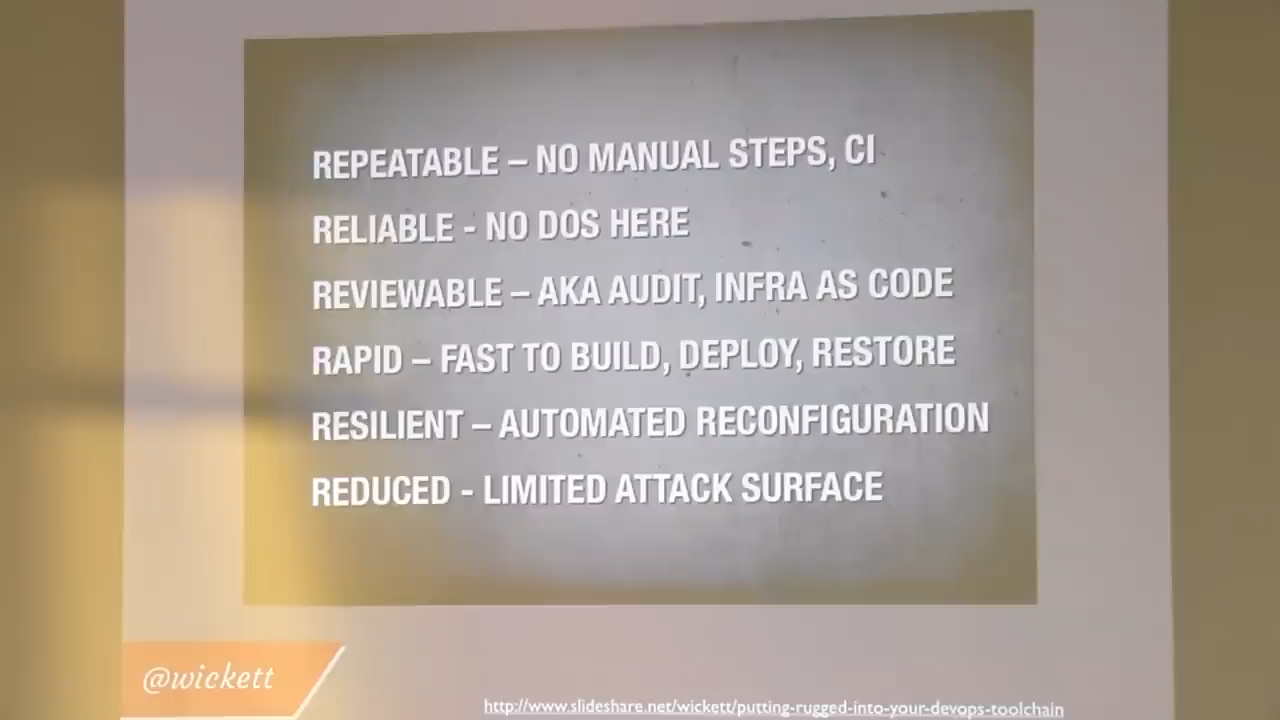 REPEATABLE – NO MANUAL STEPS, CI
RELIABLE - NO DOS HERE
REVIEWABLE – AKA AUDIT, INFRA AS CODE
RAPID – FAST TO BUILD, DEPLOY, RESTORE
RESILIENT – AUTOMATED RECONFIGURATION
REDUCED - LIMITED ATTACK SURFACE
@wickett
http://www.slideshare.net/wickett/putting-rugged-into-your-devops-toolchain